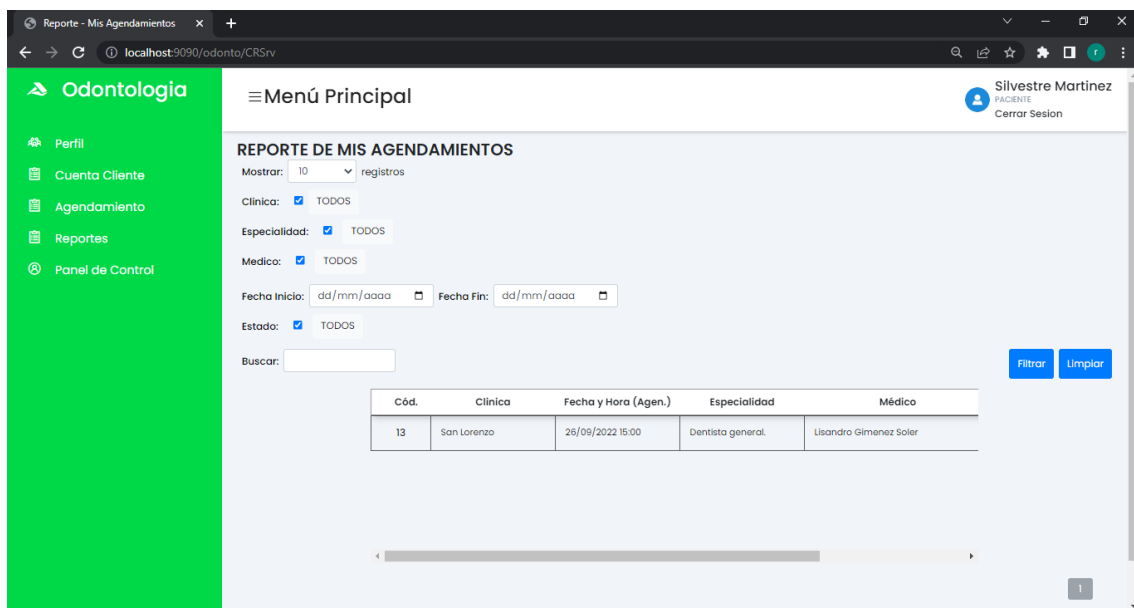 Reporte - Mis Agendamientos
localhost:9090/odonto/CRSrv
r
Odontologia
Perfil
Cuenta Cliente
Agendamiento
Reportes
Panel de Control
Menú Principal
Silvestre Martinez
PACIENTE
Cerrar Sesion
REPORTE DE MIS AGENDAMIENTOS
Mostrar: 10 registros
Clinica: TODOS
Especialidad: TODOS
Medico: TODOS
Fecha Inicio: dd/mm/aaaa Fecha Fin: dd/mm/aaaa
Estado: TODOS
Buscar: Filtrar Limpiar
Cód. Clinica Fecha y Hora (Agen.) Especialidad Médico
13 San Lorenzo 26/09/2022 15:00 Dentista general. Lisandro Gimenez Soler
1